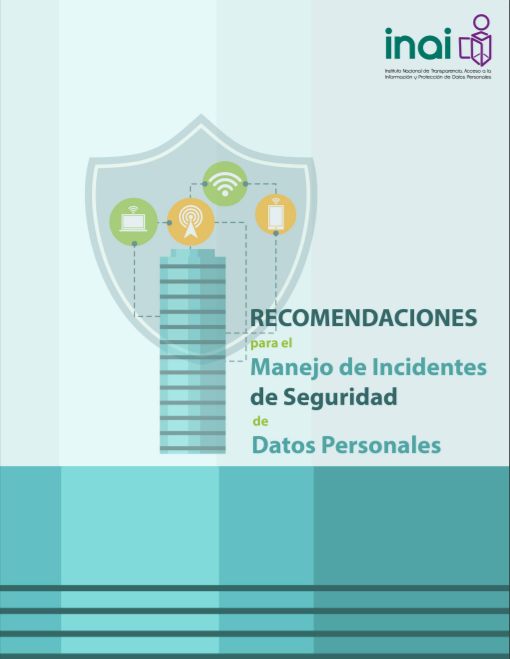 inai
Instituto Nacional de Transparencia, Acceso a la
Información y Protección de Datos Personales
RECOMENDACIONES
para el
Manejo de Incidentes
de Seguridad
de
Datos Personales